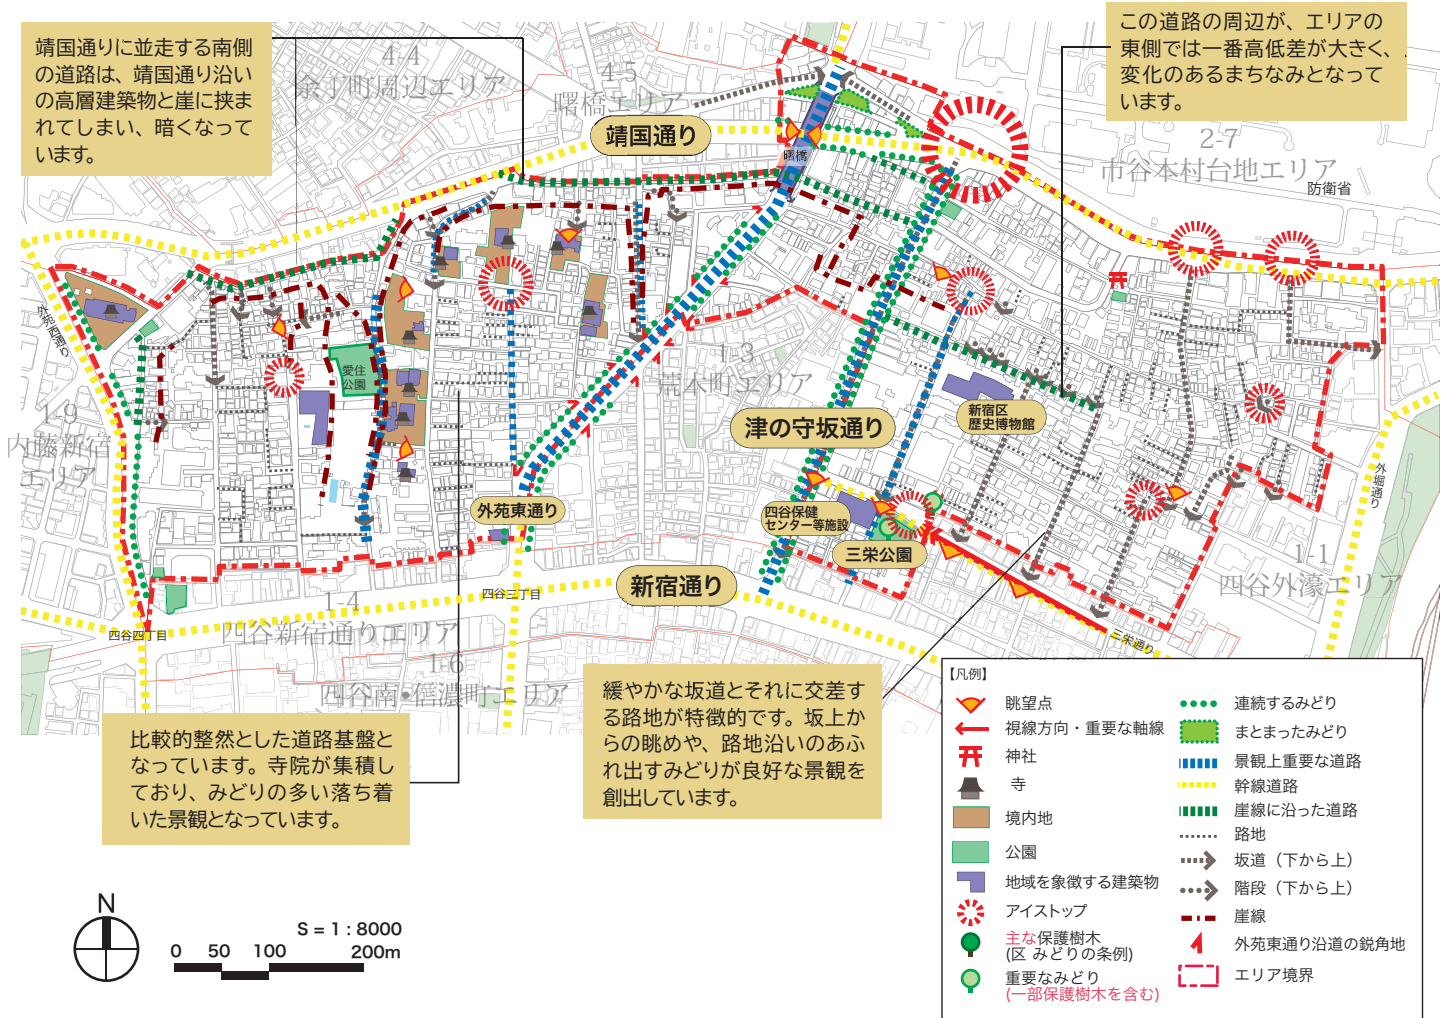 靖国通りに並走する南側
の道路は、靖国通り沿い
の高層建築物と崖に挟ま
れてしまい、暗くなって
います。
この道路の周辺が、エリアの
東側では一番高低差が大きく、
変化のあるまちなみとなって
います。
4-4
余丁町周辺エリア
4-5
曙橋エリア
靖国通り
曙橋
2-7
市谷本村台地エリア
防衛省
外苑西通り
愛住
公園
1-3
荒木町エリア
1-9
内藤新宿
エリア
津の守坂通り
新宿区
歴史博物館
外堀通り
外苑東通り
四谷保健
センター等施設
三栄公園
1-1
四谷外濠エリア
新宿通り
四谷三丁目
1-4
四谷新宿通りエリア
四谷四丁目
三栄通り
1-6
四谷南・信濃町エリア
比較的整然とした道路基盤と
なっています。寺院が集積し
ており、みどりの多い落ち着
いた景観となっています。
緩やかな坂道とそれに交差す
る路地が特徴的です。坂上か
らの眺めや、路地沿いのあふ
れ出すみどりが良好な景観を
創出しています。
【凡例】
眺望点
視線方向・重要な軸線
神社
寺
境内地
公園
地域を象徴する建築物
アイストップ
主な保護樹木
(区 みどりの条例)
重要なみどり
(一部保護樹木を含む)
連続するみどり
まとまったみどり
景観上重要な道路
幹線道路
崖線に沿った道路
路地
坂道（下から上）
階段（下から上）
崖線
外苑東通り沿道の鋭角地
エリア境界
N
S = 1 : 8000
0 50 100 200m